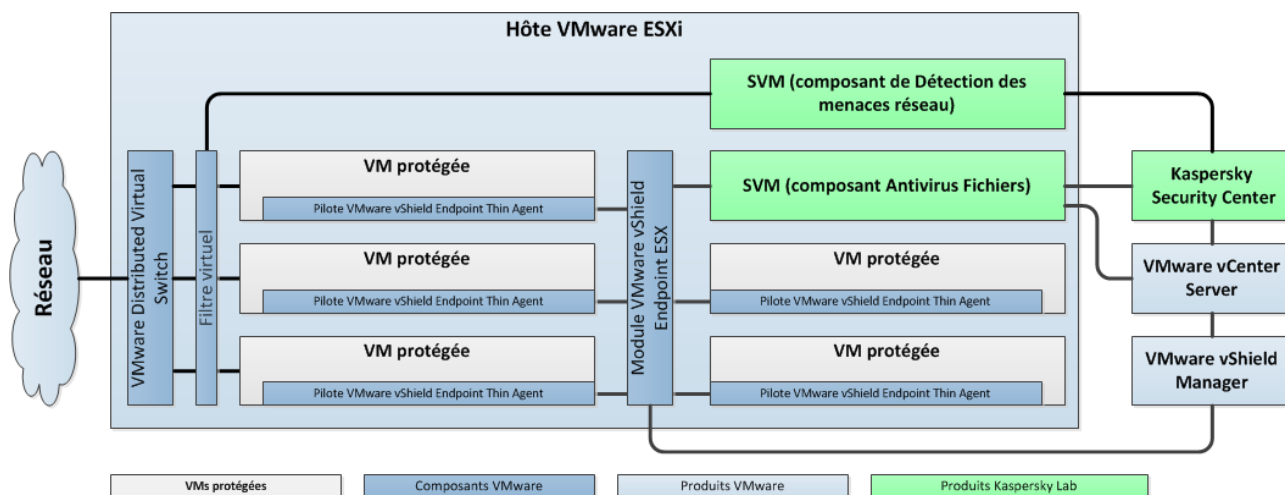 Hôte VMware ESXi
SVM (composant de Détection des
menaces réseau)
Réseau
VMware Distributed Virtual
Switch
Filtre virtuel
VM protégée
Pilote VMware vShield Endpoint Thin Agent
Module VMware vShield
Endpoint ESX
SVM (composant Antivirus Fichiers)
Kaspersky
Security Center
VM protégée
Pilote VMware vShield Endpoint Thin Agent
VM protégée
Pilote VMware vShield Endpoint Thin Agent
VMware vCenter
Server
VM protégée
Pilote VMware vShield Endpoint Thin Agent
VM protégée
Pilote VMware vShield Endpoint Thin Agent
VMware vShield
Manager
VMs protégées
Composants VMware
Produits VMware
Produits Kaspersky Lab